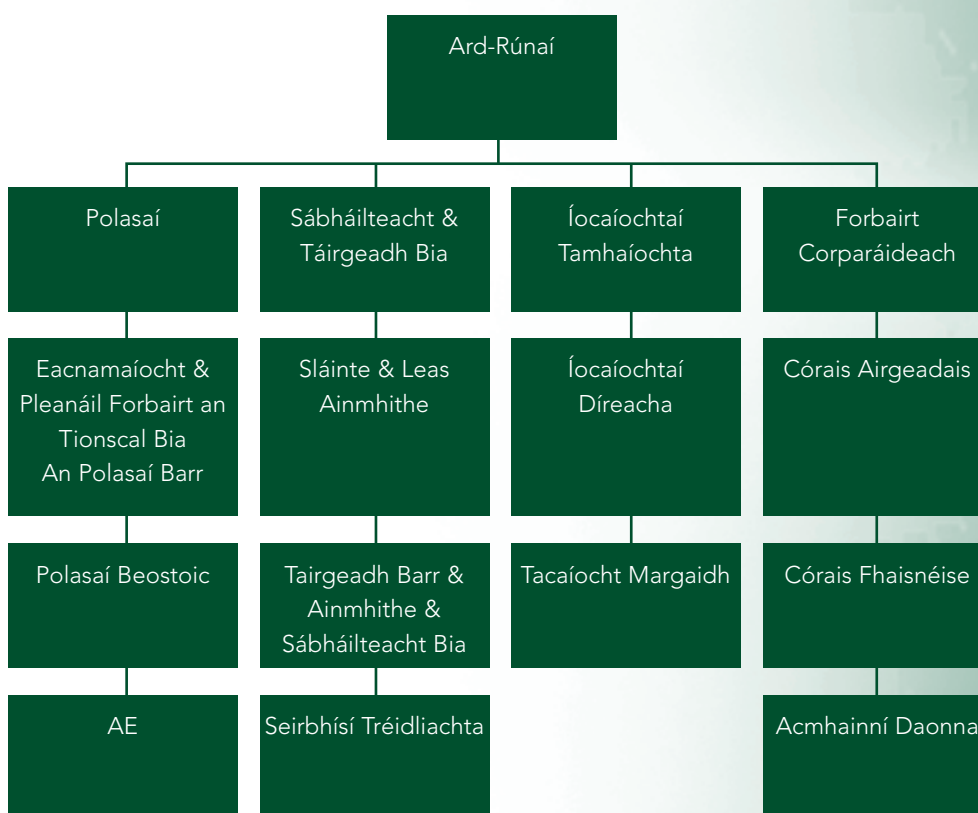 Ard-Rúnaí
Polasaí
Sábháilteacht &
Táirgeadh Bia
Íocaíochtaí
Tamhaíochta
Forbairt
Corparáideach
Eacnamaíocht &
Pleanáil Forbairt an
Tionscal Bia
An Polasaí Barr
Sláinte & Leas
Ainmhithe
Íocaíochtaí
Díreacha
Córais Airgeadais
Polasaí Beostoic
Tairgeadh Barr &
Ainmhithe &
Sábháilteacht Bia
Tacaíocht Margaidh
Córais Fhaisnéise
AE
Seirbhísí Tréidliachta
Acmhainní Daonna